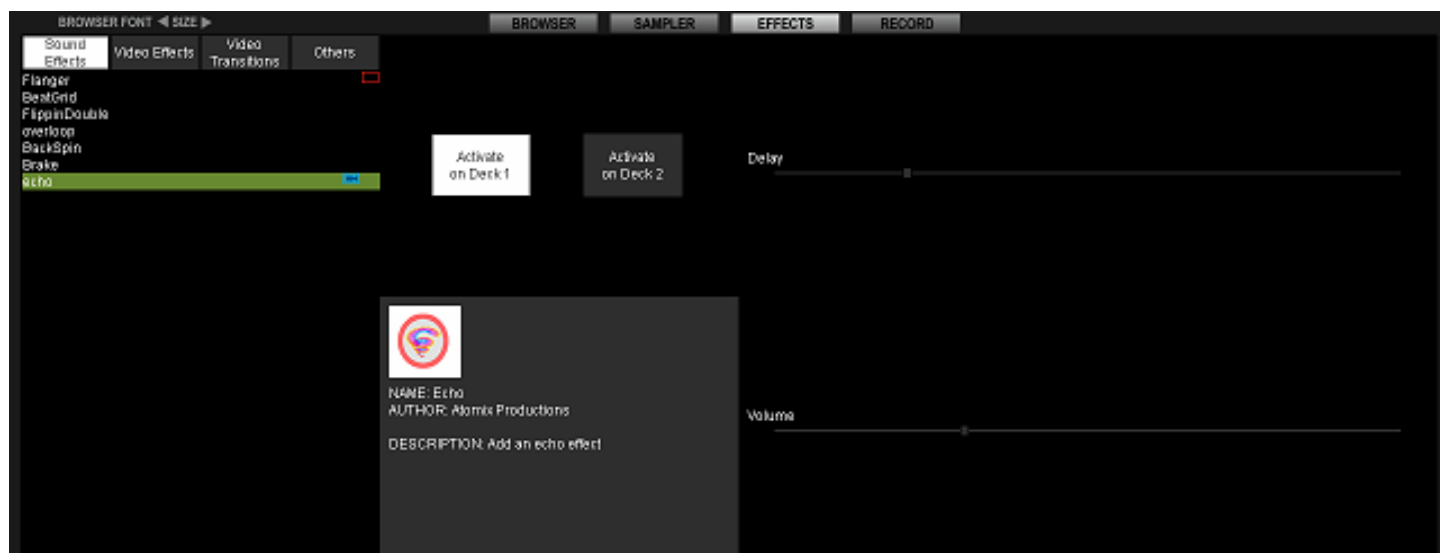 BROWSER FONT ◀ SIZE ▶
BROWSER
SAMPLER
EFFECTS
RECORD
Sound
Effects
Video Effects
Video
Transitions
Others
Flanger
BeatGrid
FlippinDouble
overloop
BackSpin
Brake
echo
Activate
on Deck 1
Activate
on Deck 2
Delay
NAME: Echo
AUTHOR: Atomix Productions
DESCRIPTION: Add an echo effect
Volume